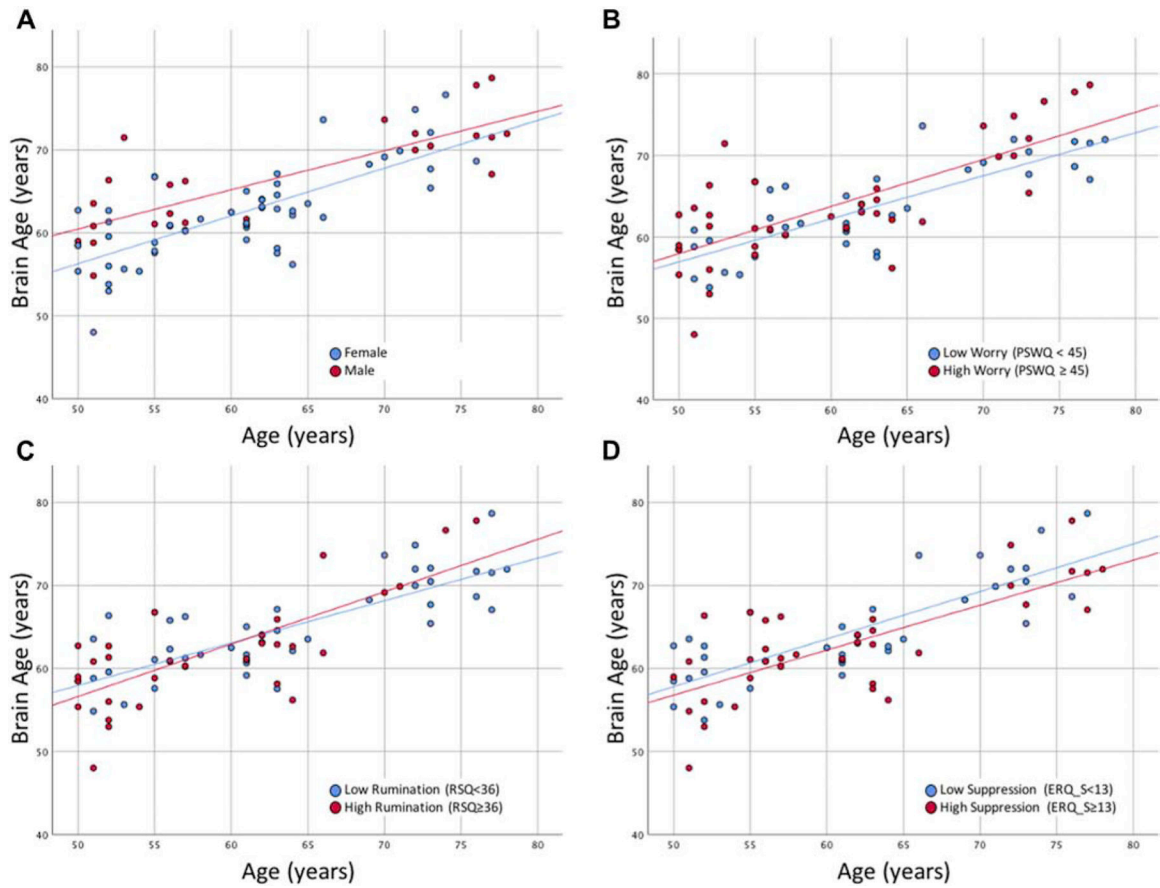 A
Brain Age (years)
80
70
60
50
40
50 55 60 65 70 75 80
Age (years)
Female
Male
B
Brain Age (years)
80
70
60
50
40
50 55 60 65 70 75 80
Age (years)
Low Worry (PSWQ < 45)
High Worry (PSWQ ≥ 45)
C
Brain Age (years)
80
70
60
50
40
50 55 60 65 70 75 80
Age (years)
Low Rumination (RSQ<36)
High Rumination (RSQ≥36)
D
Brain Age (years)
80
70
60
50
40
50 55 60 65 70 75 80
Age (years)
Low Suppression (ERQ_S<13)
High Suppression (ERQ_S≥13)